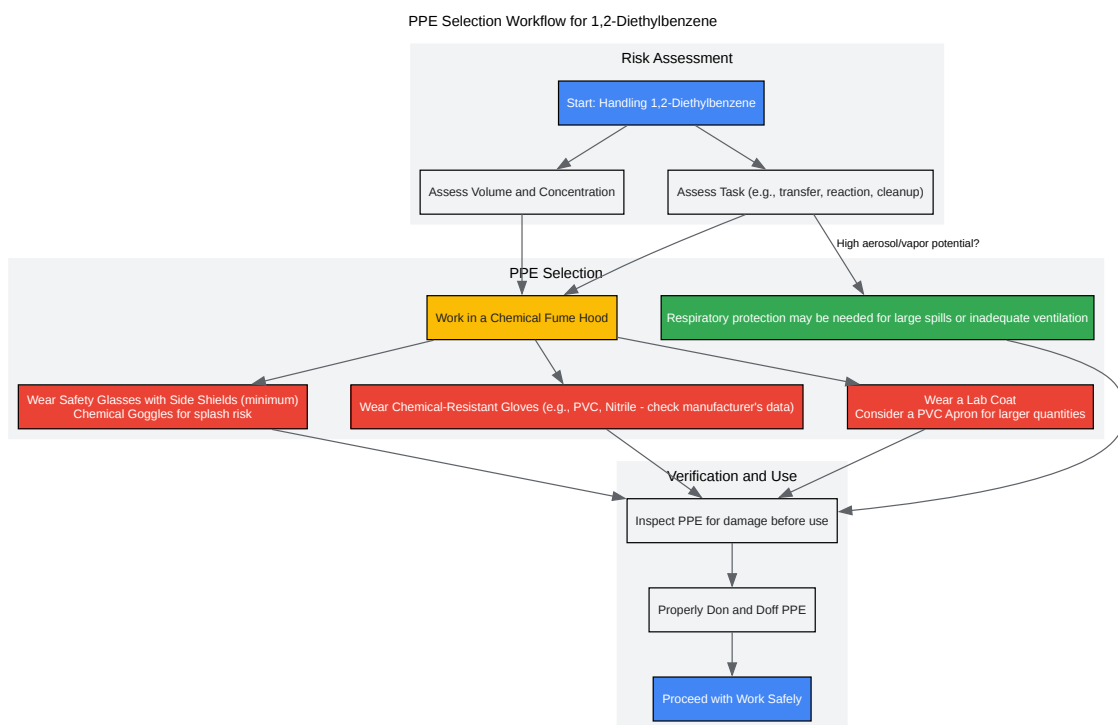 PPE Selection Workflow for 1,2-Diethylbenzene
Risk Assessment
Start: Handling 1,2-Diethylbenzene
Assess Volume and Concentration
Assess Task (e.g., transfer, reaction, cleanup)
High aerosol/vapor potential?
PPE Selection
Work in a Chemical Fume Hood
Respiratory protection may be needed for large spills or inadequate ventilation
Wear Safety Glasses with Side Shields (minimum)
Chemical Goggles for splash risk
Wear Chemical-Resistant Gloves (e.g., PVC, Nitrile - check manufacturer's data)
Wear a Lab Coat
Consider a PVC Apron for larger quantities
Verification and Use
Inspect PPE for damage before use
Properly Don and Doff PPE
Proceed with Work Safely